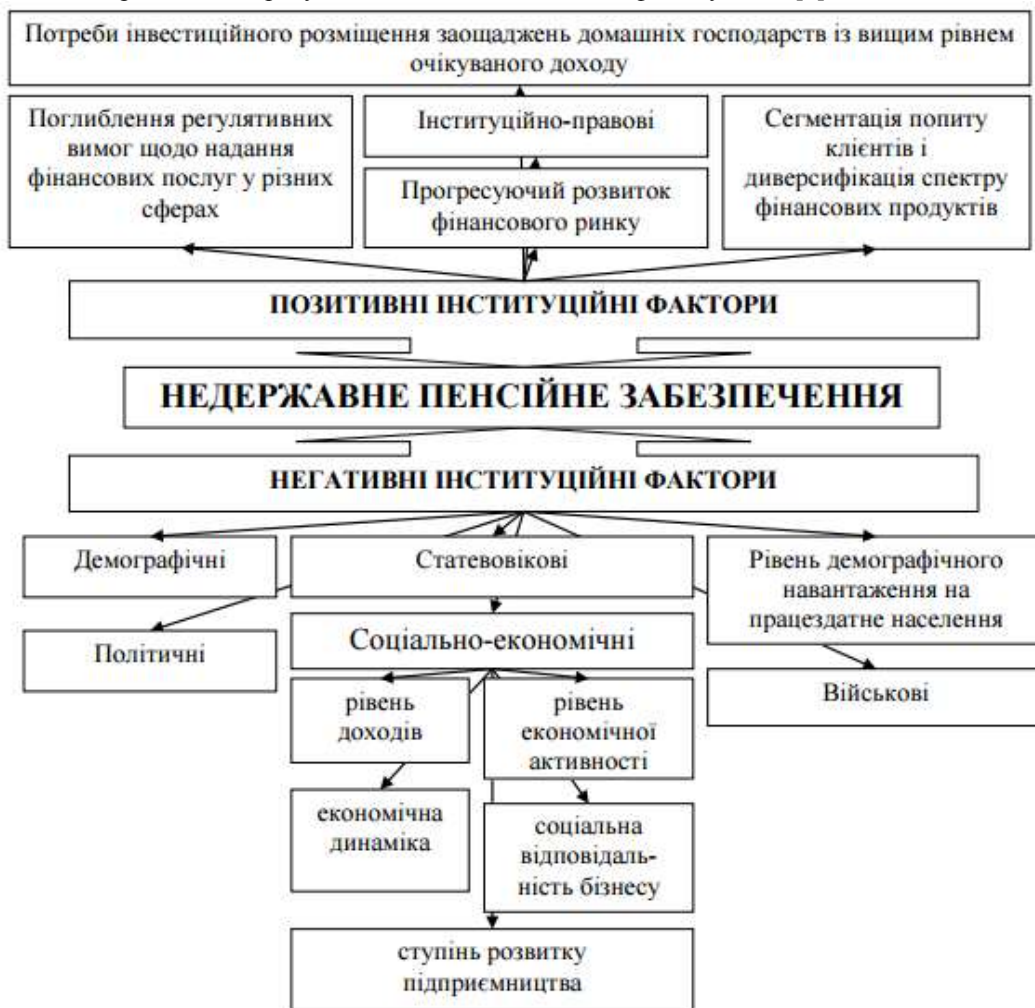 Потреби інвестиційного розміщення заощаджень домашніх господарств із вищим рівнем
очікуваного доходу
Поглиблення регулятивних
вимог щодо надання
фінансових послуг у різних
сферах
Інституційно-правові
Прогресуючий розвиток
фінансового ринку
Сегментація попиту
клієнтів і
диверсифікація спектру
фінансових продуктів
ПОЗИТИВНІ ІНСТИТУЦІЙНІ ФАКТОРИ
НЕДЕРЖАВНЕ ПЕНСІЙНЕ ЗАБЕЗПЕЧЕННЯ
НЕГАТИВНІ ІНСТИТУЦІЙНІ ФАКТОРИ
Демографічні
Статевовікові
Рівень демографічного
навантаження на
працездатне населення
Політичні
Соціально-економічні
Військові
рівень
доходів
рівень
економічної
активності
економічна
динаміка
соціальна
відповідаль-
ність бізнесу
ступінь розвитку
підприємництва